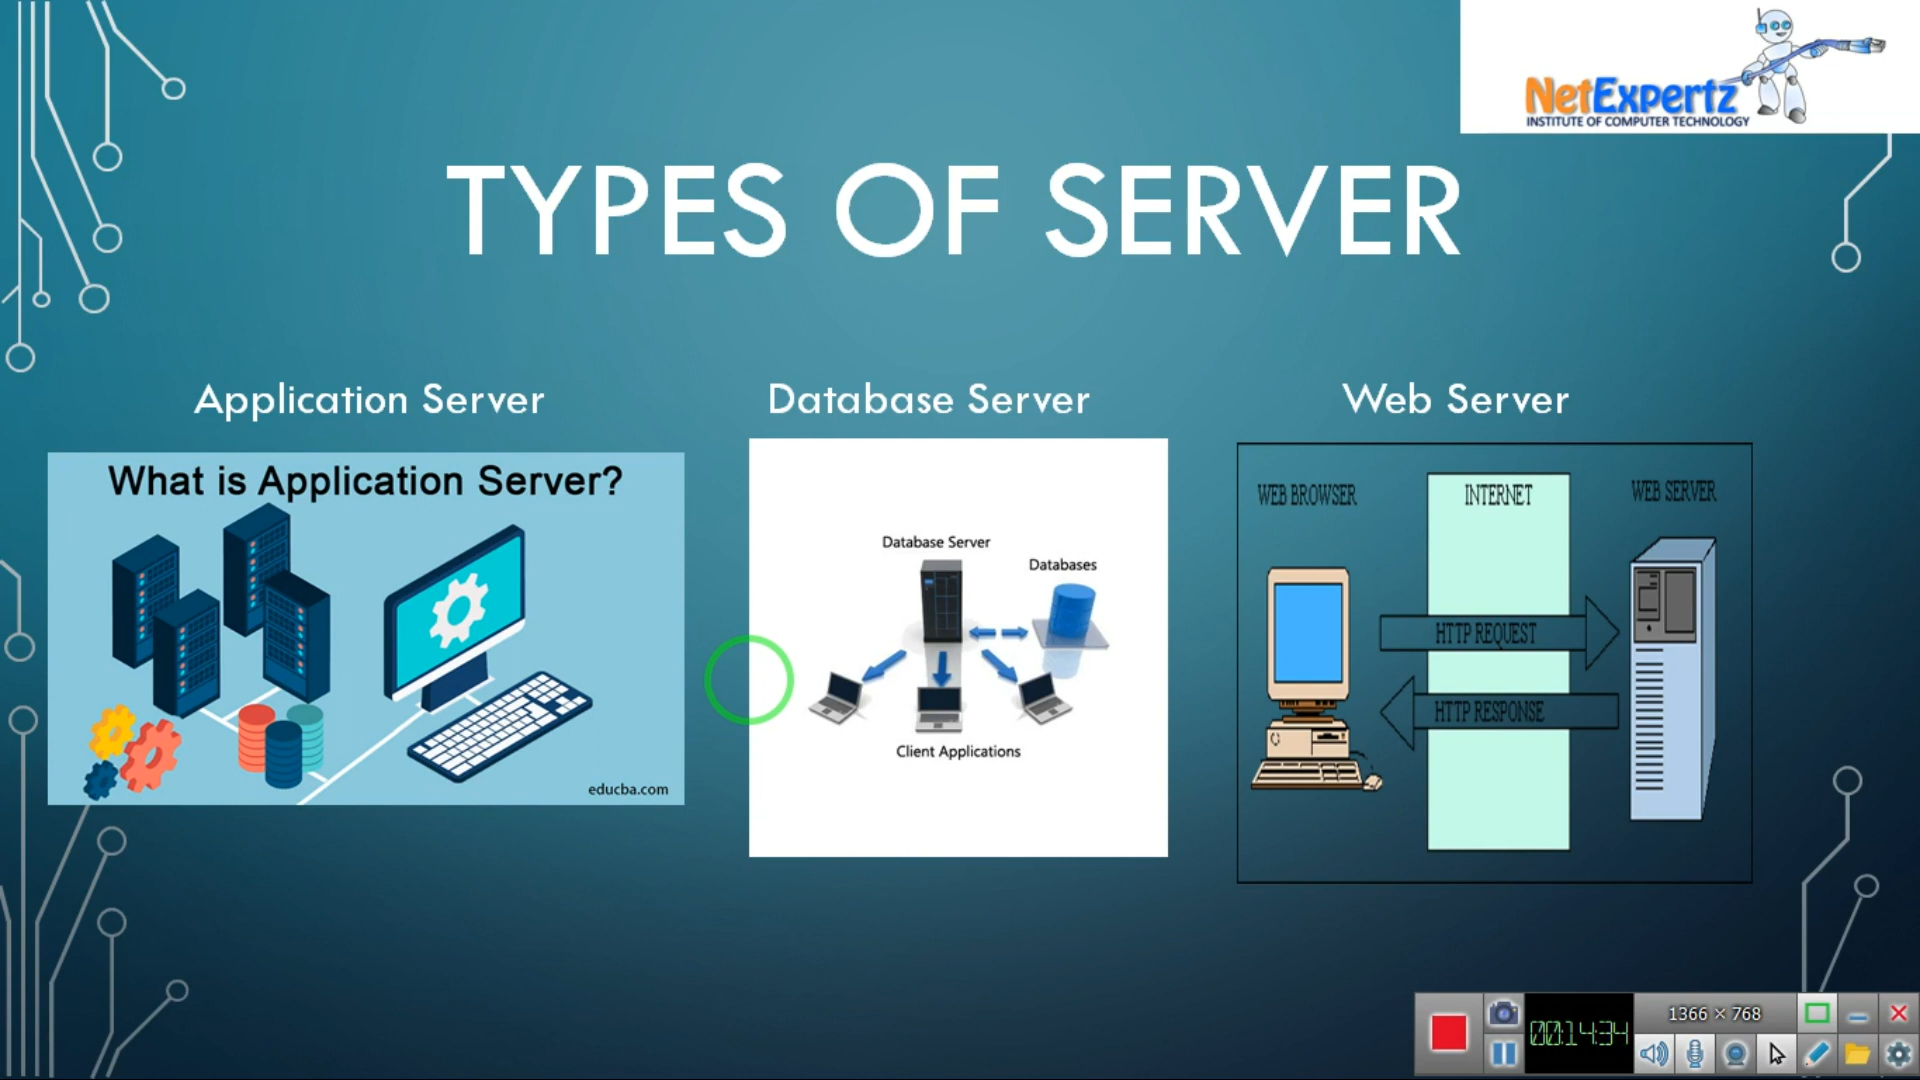 NetExpertz
INSTITUTE OF COMPUTER TECHNOLOGY
TYPES OF SERVER
Application Server
Database Server
Web Server
What is Application Server?
educba.com
Database Server
Databases
Client Applications
WEB BROWSER
INTERNET
WEB SERVER
HTTP REQUEST
HTTP RESPONSE
1366 × 768
00:14:34